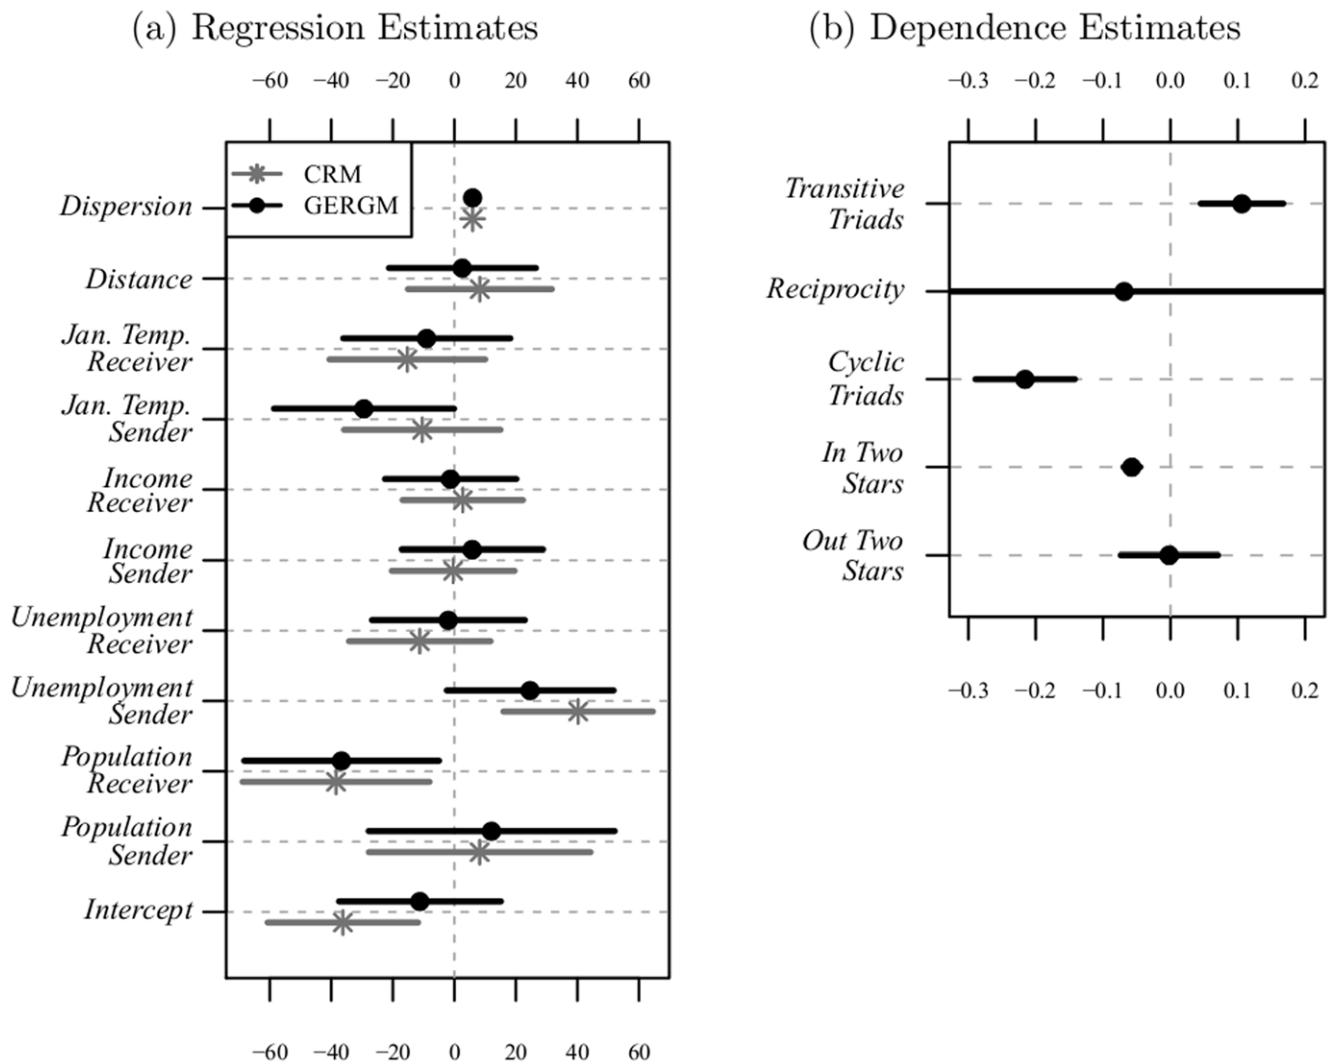 (a) Regression Estimates
−60 −40 −20 0 20 40 60
CRM
GERGM
Dispersion
Distance
Jan. Temp.
Receiver
Jan. Temp.
Sender
Income
Receiver
Income
Sender
Unemployment
Receiver
Unemployment
Sender
Population
Receiver
Population
Sender
Intercept
−60 −40 −20 0 20 40 60
(b) Dependence Estimates
−0.3 −0.2 −0.1 0.0 0.1 0.2
Transitive
Triads
Reciprocity
Cyclic
Triads
In Two
Stars
Out Two
Stars
−0.3 −0.2 −0.1 0.0 0.1 0.2